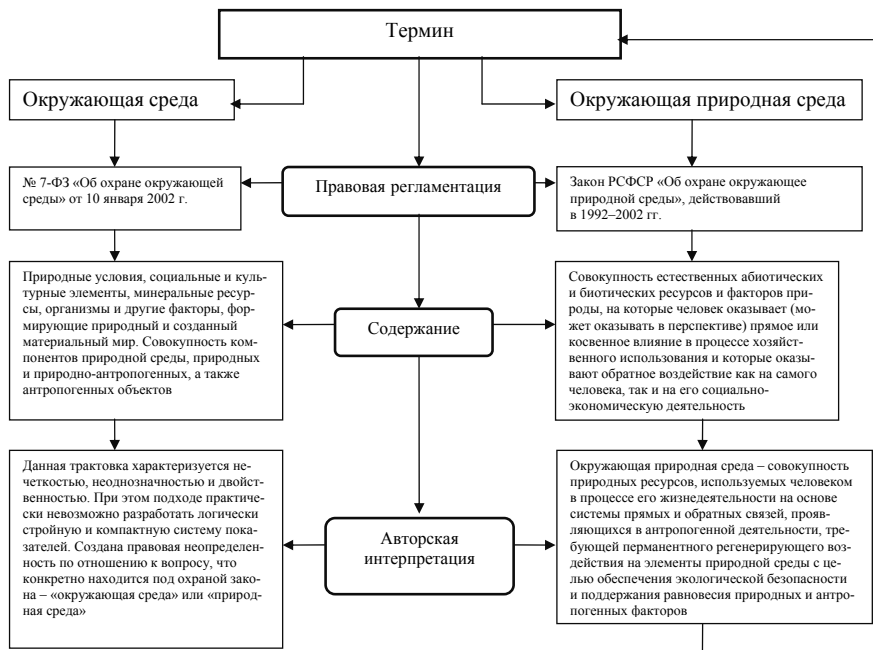 Термин
Окружающая среда
Окружающая природная среда
№ 7-ФЗ «Об охране окружающей
среды» от 10 января 2002 г.
Правовая регламентация
Закон РСФСР «Об охране окружающее
природной среды», действовавший
в 1992–2002 гг.
Природные условия, социальные и куль-
турные элементы, минеральные ресур-
сы, организмы и другие факторы, фор-
мирующие природный и созданный
материальный мир. Совокупность ком-
понентов природной среды, природных
и природно-антропогенных, а также
антропогенных объектов
Содержание
Совокупность естественных абиотических
и биотических ресурсов и факторов при-
роды, на которые человек оказывает (мо-
жет оказывать в перспективе) прямое или
косвенное влияние в процессе хозяйст-
венного использования и которые оказы-
вают обратное воздействие как на самого
человека, так и на его социально-
экономическую деятельность
Данная трактовка характеризуется не-
четкостью, неоднозначностью и двойст-
венностью. При этом подходе практиче-
ски невозможно разработать логически
стройную и компактную систему пока-
зателей. Создана правовая неопределен-
ность по отношению к вопросу, что
конкретно находится под охраной зако-
на – «окружающая среда» или «природ-
ная среда»
Авторская
интерпретация
Окружающая природная среда – совокупность
природных ресурсов, используемых человеком
в процессе его жизнедеятельности на основе
системы прямых и обратных связей, прояв-
ляющихся в антропогенной деятельности, тре-
бующей перманентного регенерирующего воз-
действия на элементы природной среды с це-
лью обеспечения экологической безопасности
и поддержания равновесия природных и антро-
погенных факторов